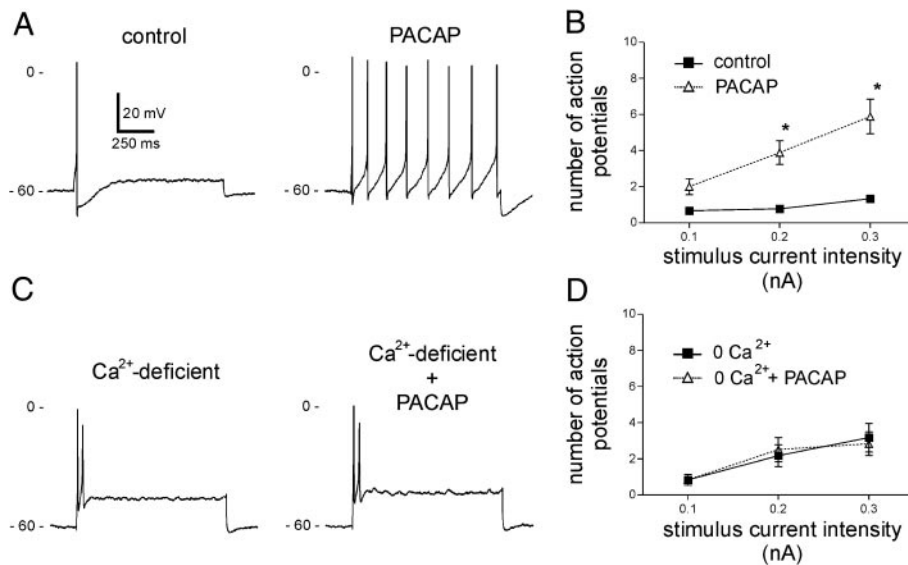 A
control
PACAP
0 -
0 -
20 mV
250 ms
- 60 -
- 60 -
B
control
PACAP
number of action
potentials
10
8
6
4
2
0
*
*
0.1
0.2
0.3
stimulus current intensity
(nA)
C
Ca²⁺-deficient
Ca²⁺-deficient
+
PACAP
0 -
0 -
- 60 -
- 60 -
D
0 Ca²⁺
0 Ca²⁺+ PACAP
number of action
potentials
10
8
6
4
2
0
0.1
0.2
0.3
stimulus current intensity
(nA)